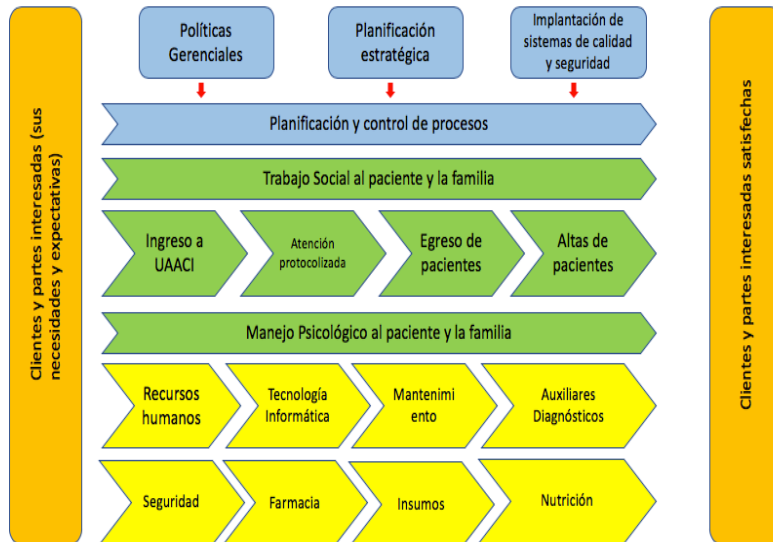 Clientes y partes interesadas (sus
necesidades y expectativas)
Políticas
Gerenciales
Planificación
estratégica
Implantación de
sistemas de calidad
y seguridad
Planificación y control de procesos
Trabajo Social al paciente y la familia
Ingreso a
UAACI
Atención
protocolizada
Egreso de
pacientes
Altas de
pacientes
Manejo Psicológico al paciente y la familia
Recursos
humanos
Tecnología
Informática
Mantenimi
ento
Auxiliares
Diagnósticos
Seguridad
Farmacia
Insumos
Nutrición
Clientes y partes interesadas satisfechas